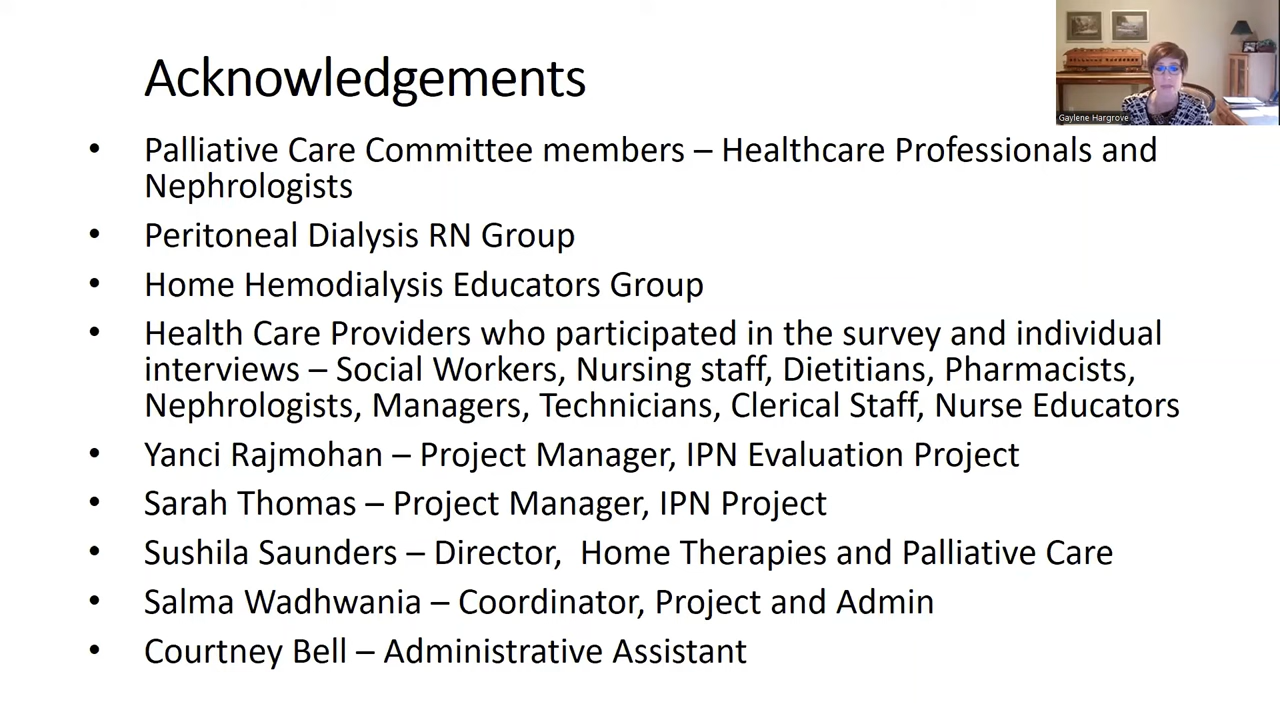 Acknowledgements
Gaylene Hargrove
• Palliative Care Committee members – Healthcare Professionals and
Nephrologists
• Peritoneal Dialysis RN Group
• Home Hemodialysis Educators Group
• Health Care Providers who participated in the survey and individual
interviews – Social Workers, Nursing staff, Dietitians, Pharmacists,
Nephrologists, Managers, Technicians, Clerical Staff, Nurse Educators
• Yanci Rajmohan – Project Manager, IPN Evaluation Project
• Sarah Thomas – Project Manager, IPN Project
• Sushila Saunders – Director,  Home Therapies and Palliative Care
• Salma Wadhwania – Coordinator, Project and Admin
• Courtney Bell – Administrative Assistant